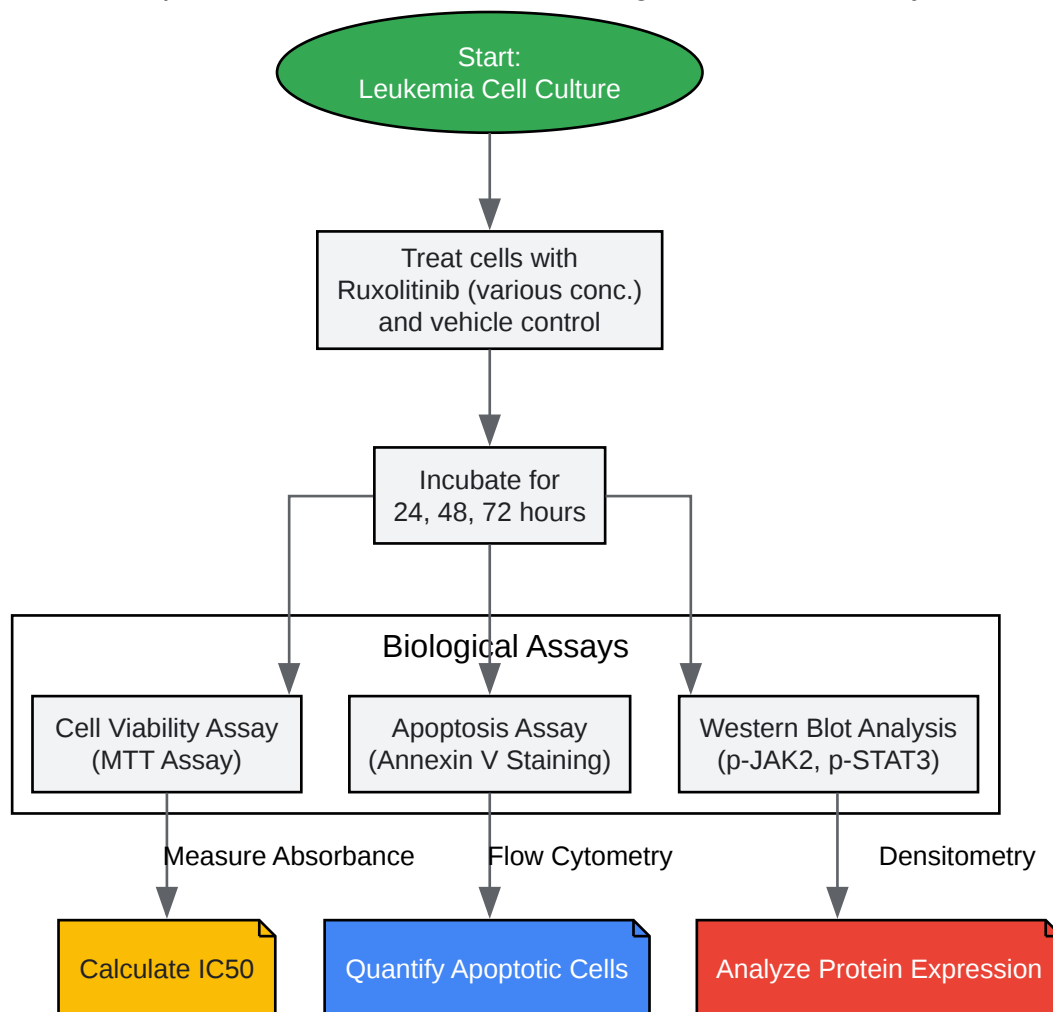 Start:
Leukemia Cell Culture
Treat cells with
Ruxolitinib (various conc.)
and vehicle control
Incubate for
24, 48, 72 hours
Biological Assays
Cell Viability Assay
(MTT Assay)
Apoptosis Assay
(Annexin V Staining)
Western Blot Analysis
(p-JAK2, p-STAT3)
Measure Absorbance
Flow Cytometry
Densitometry
Calculate IC50
Quantify Apoptotic Cells
Analyze Protein Expression